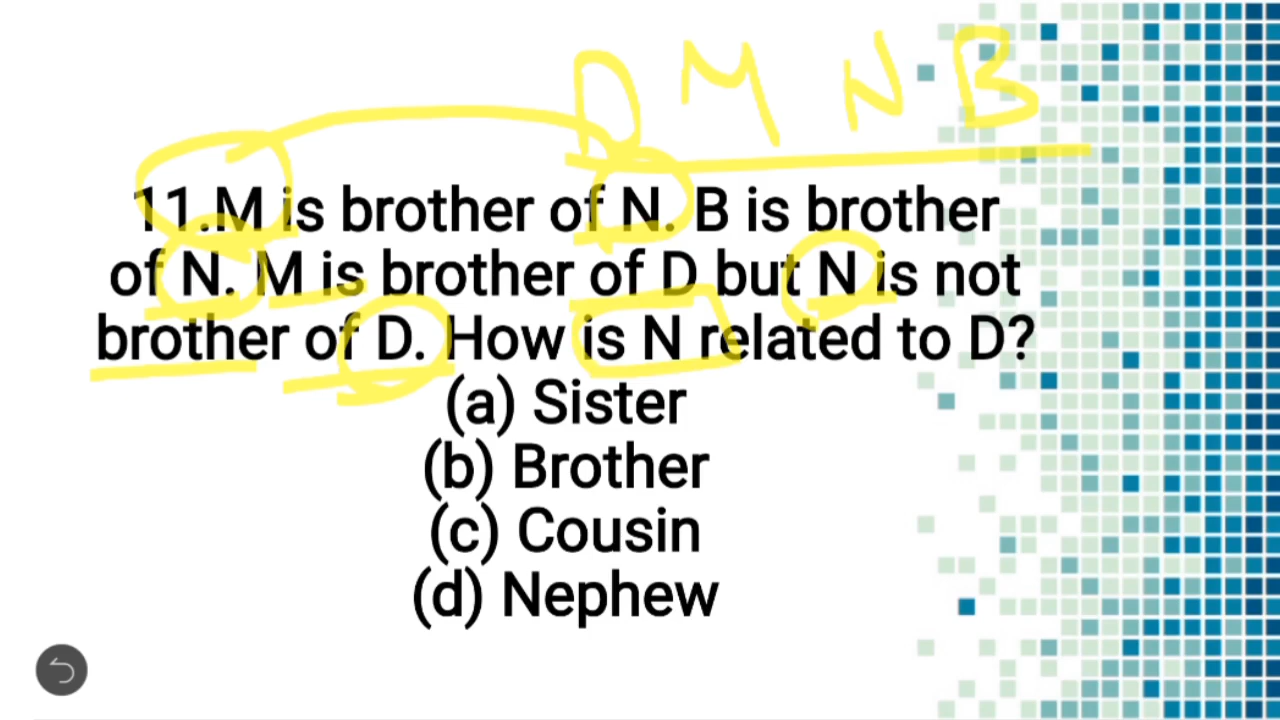 D M N B
11.M is brother of N. B is brother
of N. M is brother of D but N is not
brother of D. How is N related to D?
(a) Sister
(b) Brother
(c) Cousin
(d) Nephew